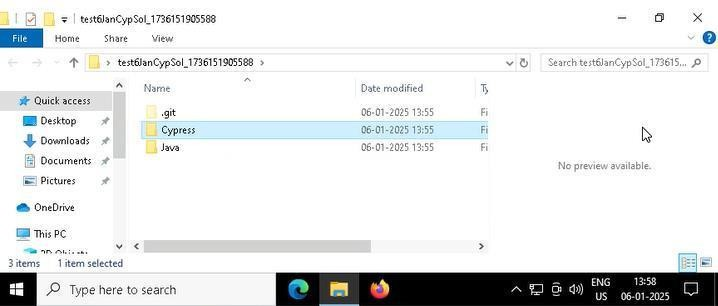 test6JanCypSol_1736151905588
File Home Share View
test6JanCypSol_1736151905588
Search test6JanCypSol_173615...
Name Date modified Ty
Quick access
Desktop
Downloads
Documents
Pictures
OneDrive
This PC
3D Objects
.git 06-01-2025 13:55 Fi
Cypress 06-01-2025 13:55 Fi
Java 06-01-2025 13:55 Fi
No preview available.
3 items 1 item selected
Type here to search
ENG
US
13:58
06-01-2025